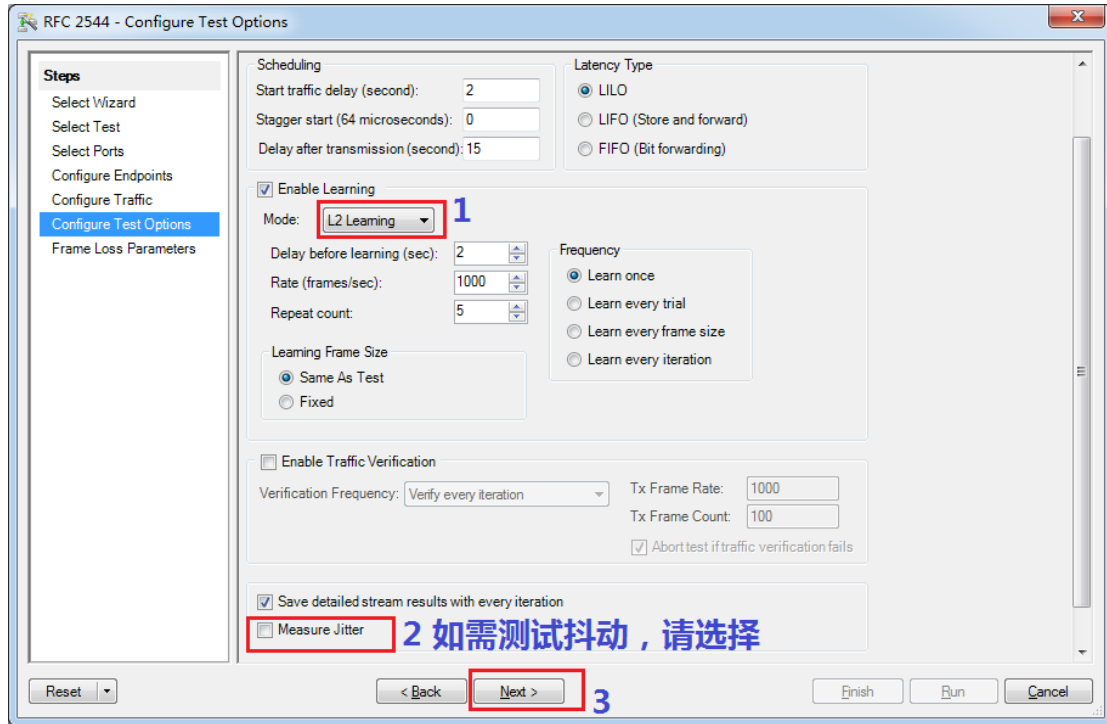 RFC 2544 - Configure Test Options
Steps
Select Wizard
Select Test
Select Ports
Configure Endpoints
Configure Traffic
Configure Test Options
Frame Loss Parameters
Scheduling
Start traffic delay (second): 2
Stagger start (64 microseconds): 0
Delay after transmission (second): 15
Latency Type
LILO
LIFO (Store and forward)
FIFO (Bit forwarding)
Enable Learning
Mode: L2 Learning 1
Delay before learning (sec): 2
Rate (frames/sec): 1000
Repeat count: 5
Frequency
Learn once
Learn every trial
Learn every frame size
Learn every iteration
Learning Frame Size
Same As Test
Fixed
Enable Traffic Verification
Verification Frequency: Verify every iteration
Tx Frame Rate: 1000
Tx Frame Count: 100
Abort test if traffic verification fails
Save detailed stream results with every iteration
Measure Jitter 2 如需测试抖动，请选择
Reset < Back Next > 3 Finish Run Cancel